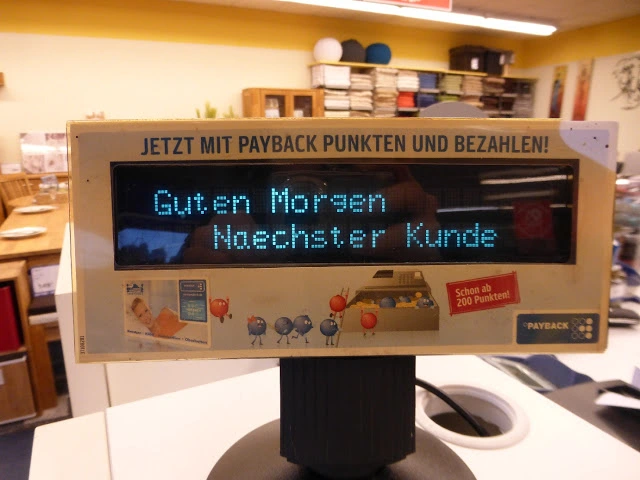 JETZT MIT PAYBACK PUNKTEN UND BEZAHLEN!
Guten Morgen
Naechster Kunde
Schon ab
200 Punkten!
PAYBACK